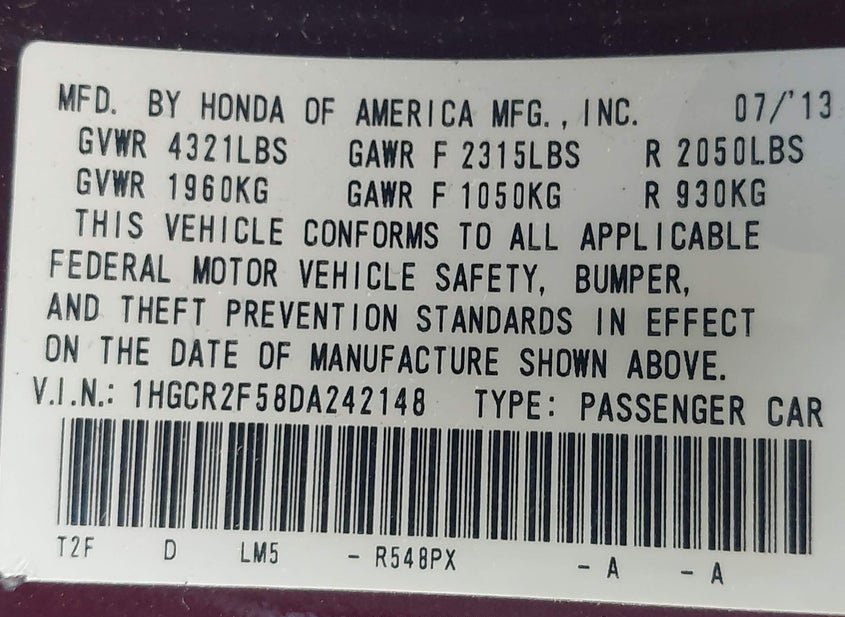 MFD. BY HONDA OF AMERICA MFG., INC. 07/'13
GVWR 4321LBS GAWR F 2315LBS R 2050LBS
GVWR 1960KG GAWR F 1050KG R 930KG
THIS VEHICLE CONFORMS TO ALL APPLICABLE
FEDERAL MOTOR VEHICLE SAFETY, BUMPER,
AND THEFT PREVENTION STANDARDS IN EFFECT
ON THE DATE OF MANUFACTURE SHOWN ABOVE.
V.I.N.: 1HGCR2F58DA242148 TYPE: PASSENGER CAR
T2F D LM5 - R548PX - A - A